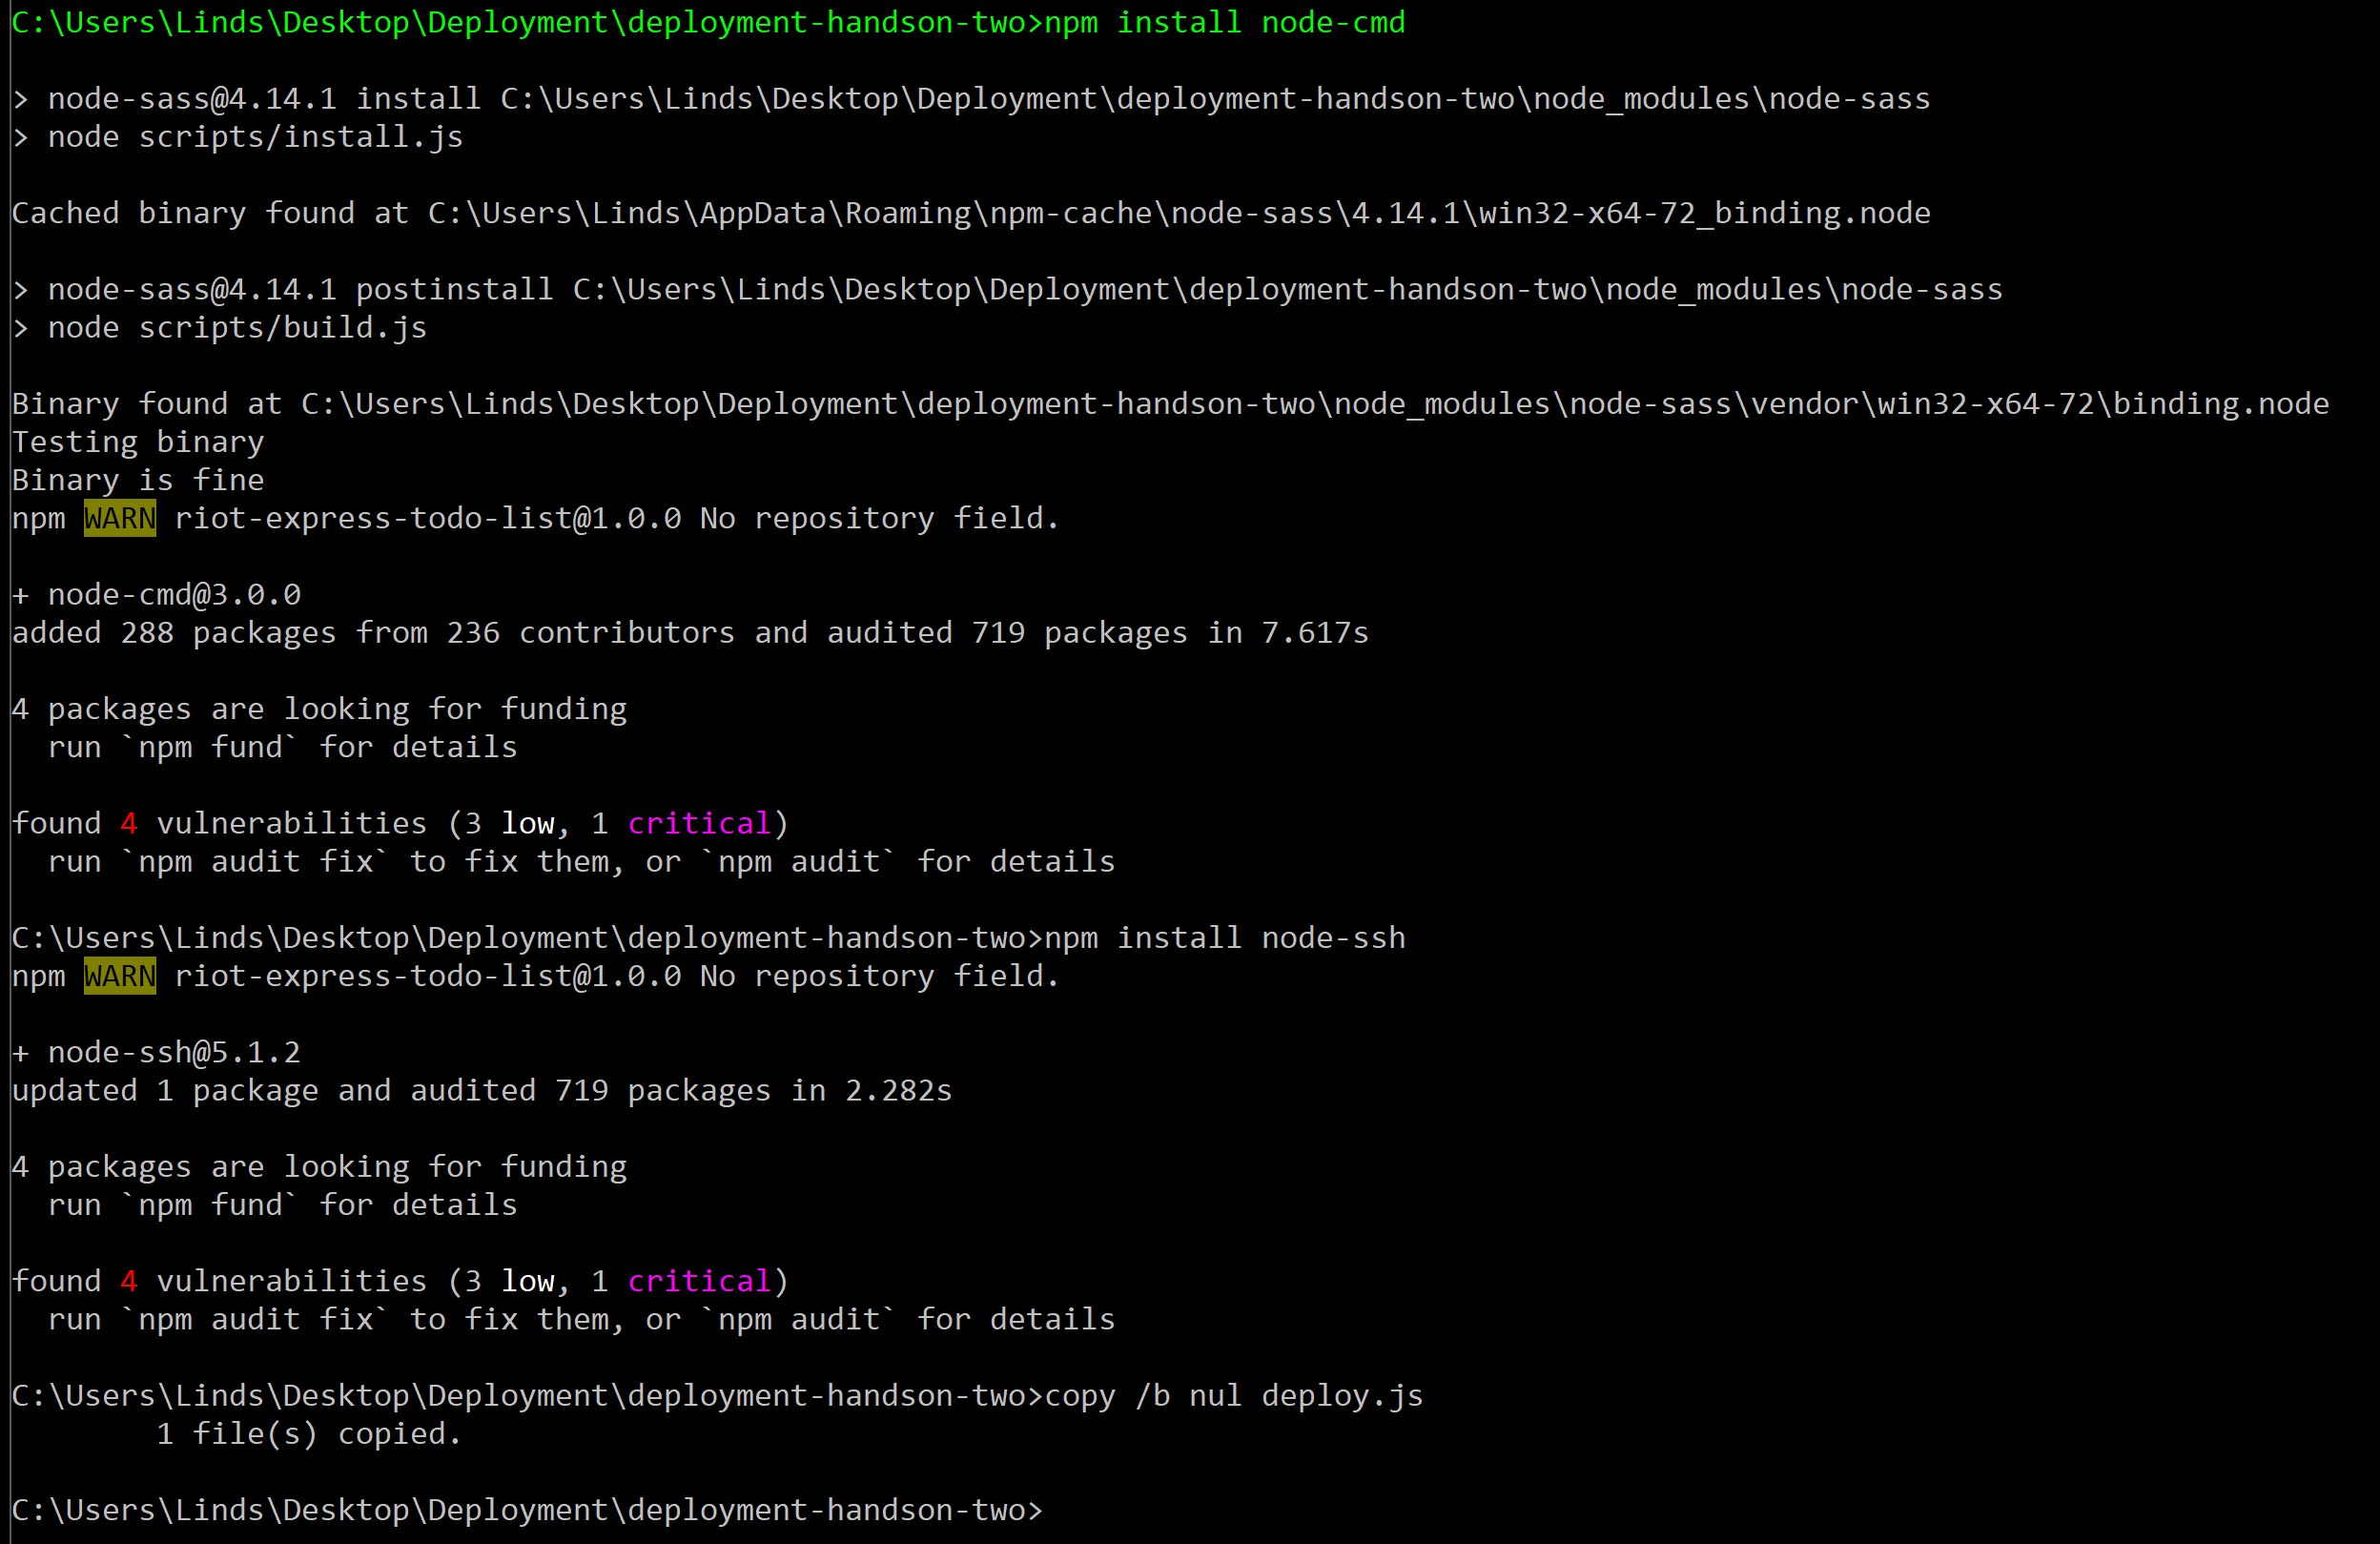 C:\Users\Linds\Desktop\Deployment\deployment-handson-two>npm install node-cmd
> node-sass@4.14.1 install C:\Users\Linds\Desktop\Deployment\deployment-handson-two\node_modules\node-sass
> node scripts/install.js
Cached binary found at C:\Users\Linds\AppData\Roaming\npm-cache\node-sass\4.14.1\win32-x64-72_binding.node
> node-sass@4.14.1 postinstall C:\Users\Linds\Desktop\Deployment\deployment-handson-two\node_modules\node-sass
> node scripts/build.js
Binary found at C:\Users\Linds\Desktop\Deployment\deployment-handson-two\node_modules\node-sass\vendor\win32-x64-72\binding.node
Testing binary
Binary is fine
npm WARN riot-express-todo-list@1.0.0 No repository field.
+ node-cmd@3.0.0
added 288 packages from 236 contributors and audited 719 packages in 7.617s
4 packages are looking for funding
  run `npm fund` for details
found 4 vulnerabilities (3 low, 1 critical)
  run `npm audit fix` to fix them, or `npm audit` for details
C:\Users\Linds\Desktop\Deployment\deployment-handson-two>npm install node-ssh
npm WARN riot-express-todo-list@1.0.0 No repository field.
+ node-ssh@5.1.2
updated 1 package and audited 719 packages in 2.282s
4 packages are looking for funding
  run `npm fund` for details
found 4 vulnerabilities (3 low, 1 critical)
  run `npm audit fix` to fix them, or `npm audit` for details
C:\Users\Linds\Desktop\Deployment\deployment-handson-two>copy /b nul deploy.js
        1 file(s) copied.
C:\Users\Linds\Desktop\Deployment\deployment-handson-two>